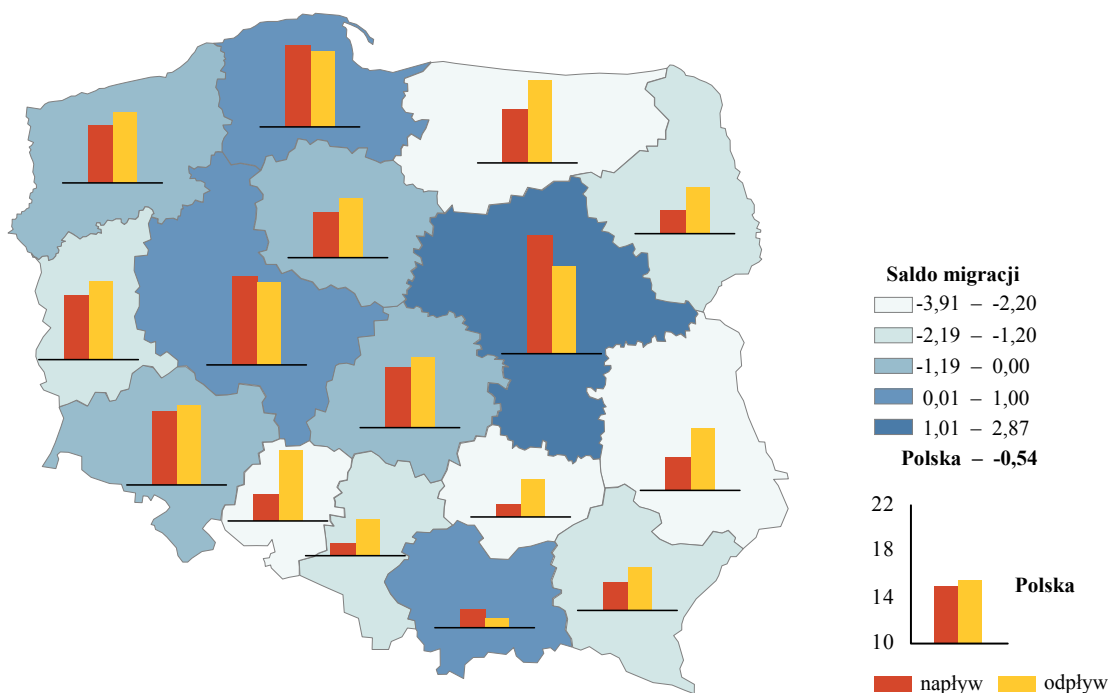 Saldo migracji
-3,91 – -2,20
-2,19 – -1,20
-1,19 – 0,00
0,01 – 1,00
1,01 – 2,87
Polska – -0,54
22
18
14
10
Polska
napływ odpływ